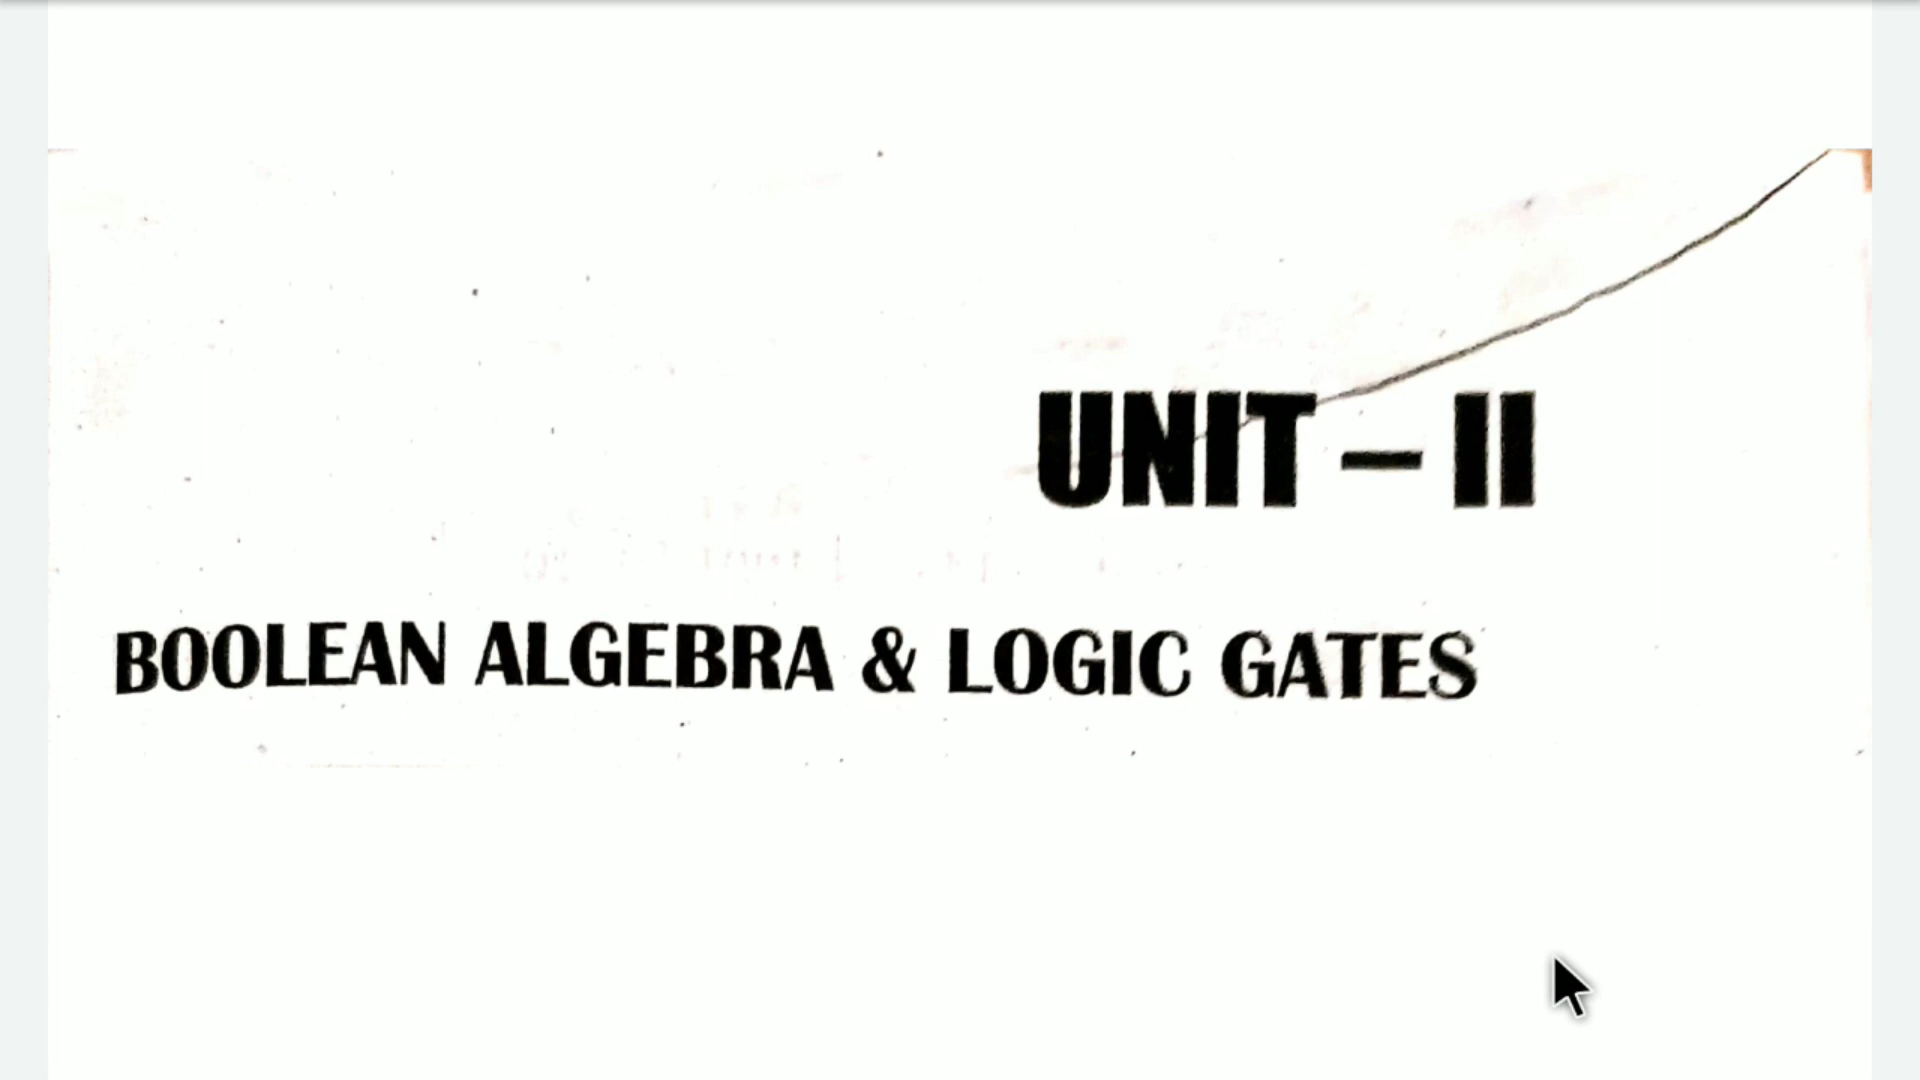 UNIT – II
BOOLEAN ALGEBRA & LOGIC GATES